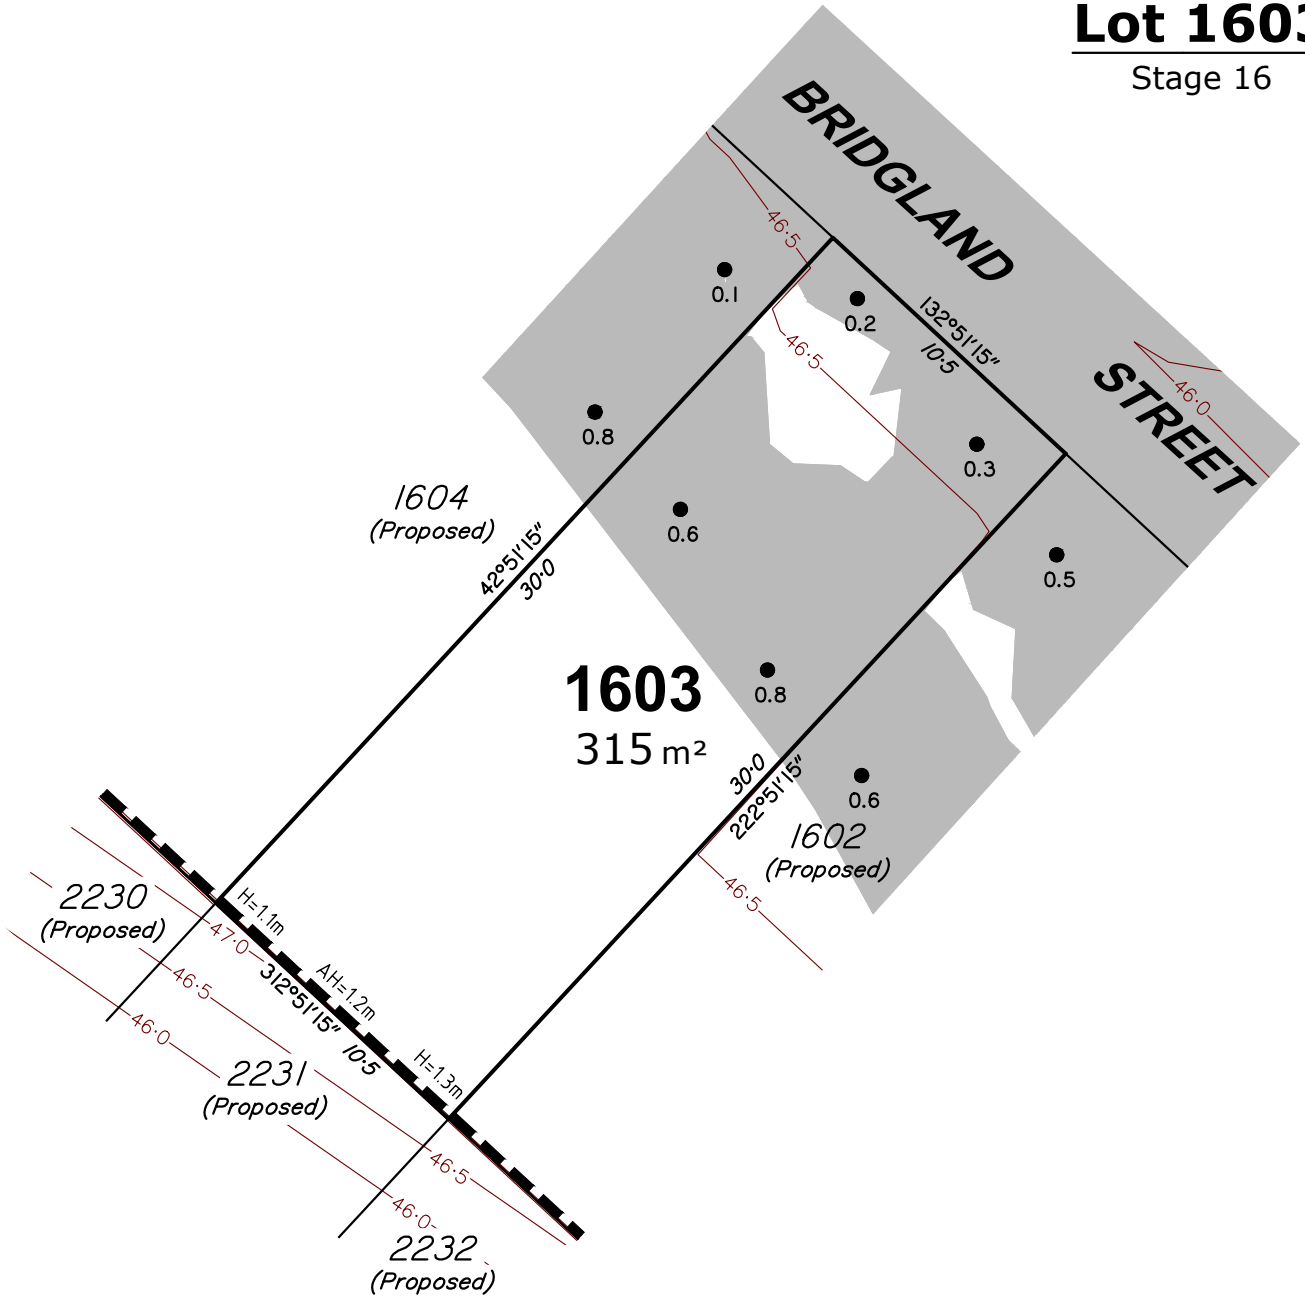 Lot 1603
Stage 16
BRIDGLAND
STREET
46·5
0.1
0.2
132°51'15"
10·5
46·5
46·0
0.8
0.3
1604
(Proposed)
0.6
0.5
42°51'15"
30·0
0.8
1603
315 m²
30·0
222°51'15"
0.6
1602
(Proposed)
46·5
2230
(Proposed)
H=1.1m
47·0
AH=1.2m
312°51'15"
10·5
46·5
46·0
H=1.3m
2231
(Proposed)
46·5
46·0
2232
(Proposed)